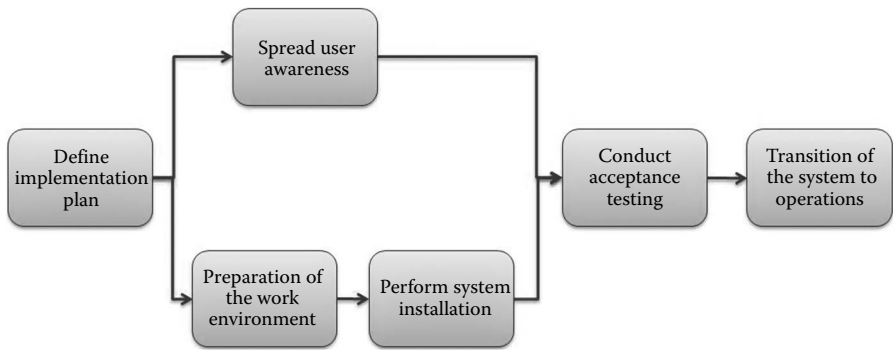 Spread user
awareness
Define
implementation
plan
Conduct
acceptance
testing
Transition of
the system to
operations
Preparation of
the work
environment
Perform system
installation